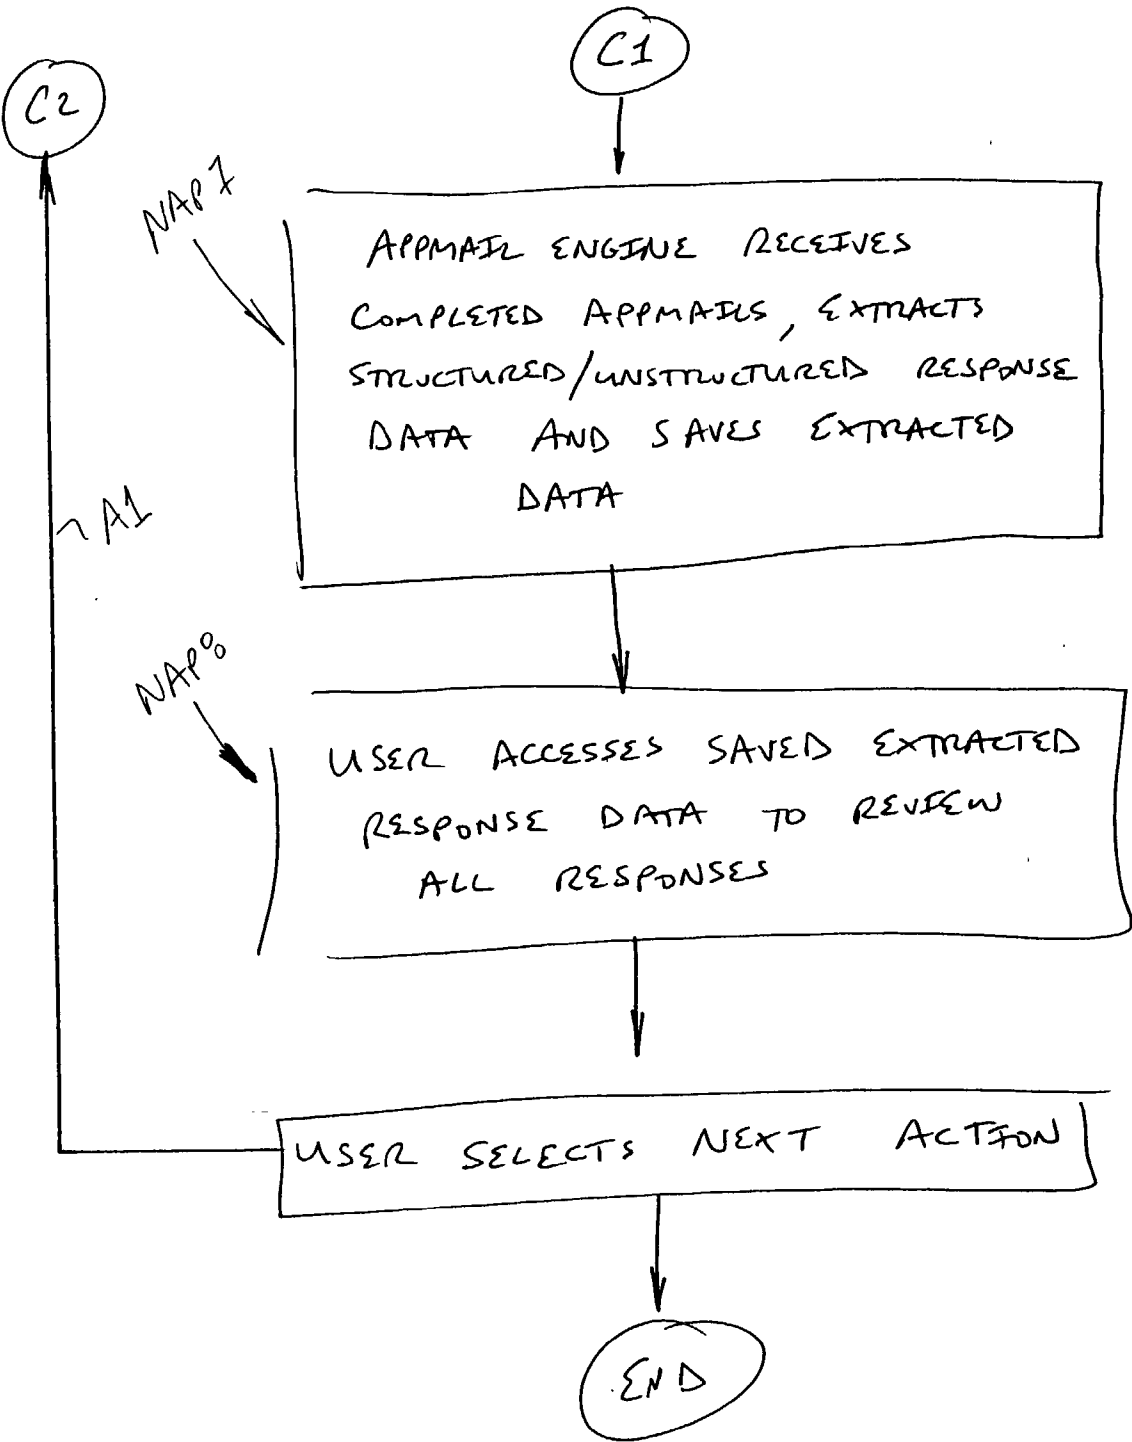 C1
C2
NAP7
APPMAIL ENGINE RECEIVES
COMPLETED APPMAILS, EXTRACTS
STRUCTURED/UNSTRUCTURED RESPONSE
DATA AND SAVES EXTRACTED
DATA
A1
NAP8
USER ACCESSES SAVED EXTRACTED
RESPONSE DATA TO REVIEW
ALL RESPONSES
USER SELECTS NEXT ACTION
END